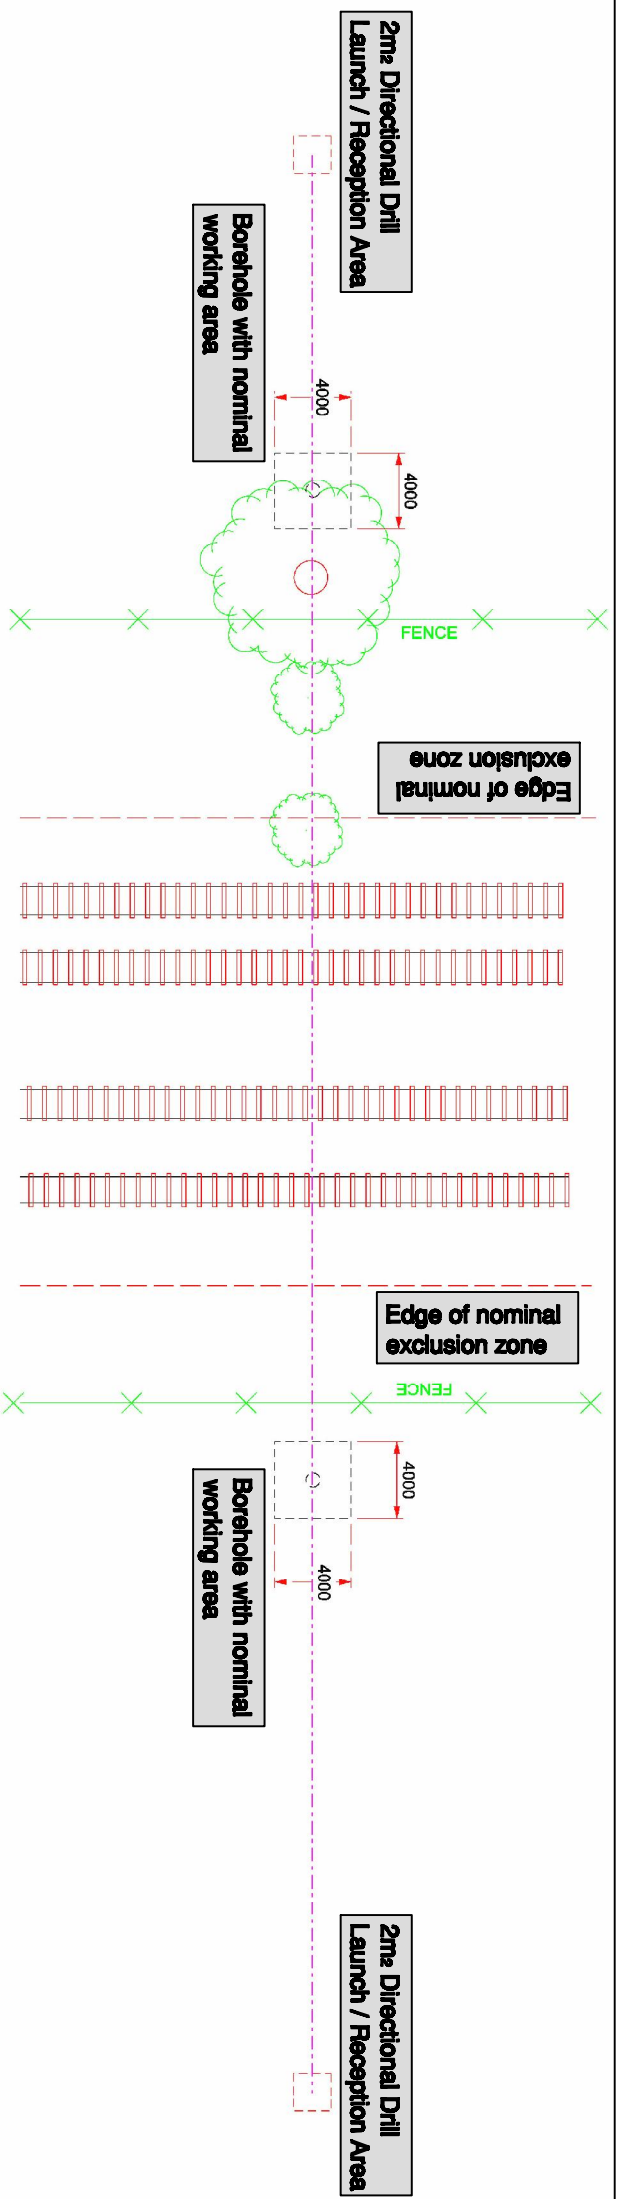 2m2 Directional Drill
Launch / Reception Area
Borehole with nominal
working area
4000
4000
FENCE
Edge of nominal
exclusion zone
Edge of nominal
exclusion zone
FENCE
4000
4000
Borehole with nominal
working area
2m2 Directional Drill
Launch / Reception Area